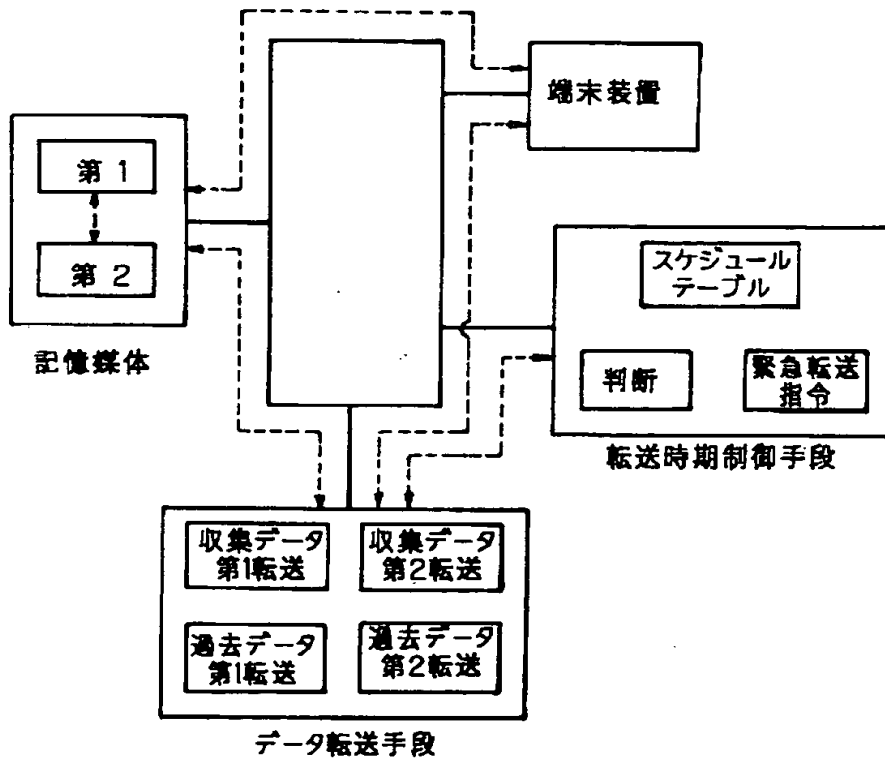 端末装置
第1
第2
記憶媒体
スケジュール
テーブル
判断
緊急転送
指令
転送時期制御手段
収集データ
第1転送
収集データ
第2転送
過去データ
第1転送
過去データ
第2転送
データ転送手段